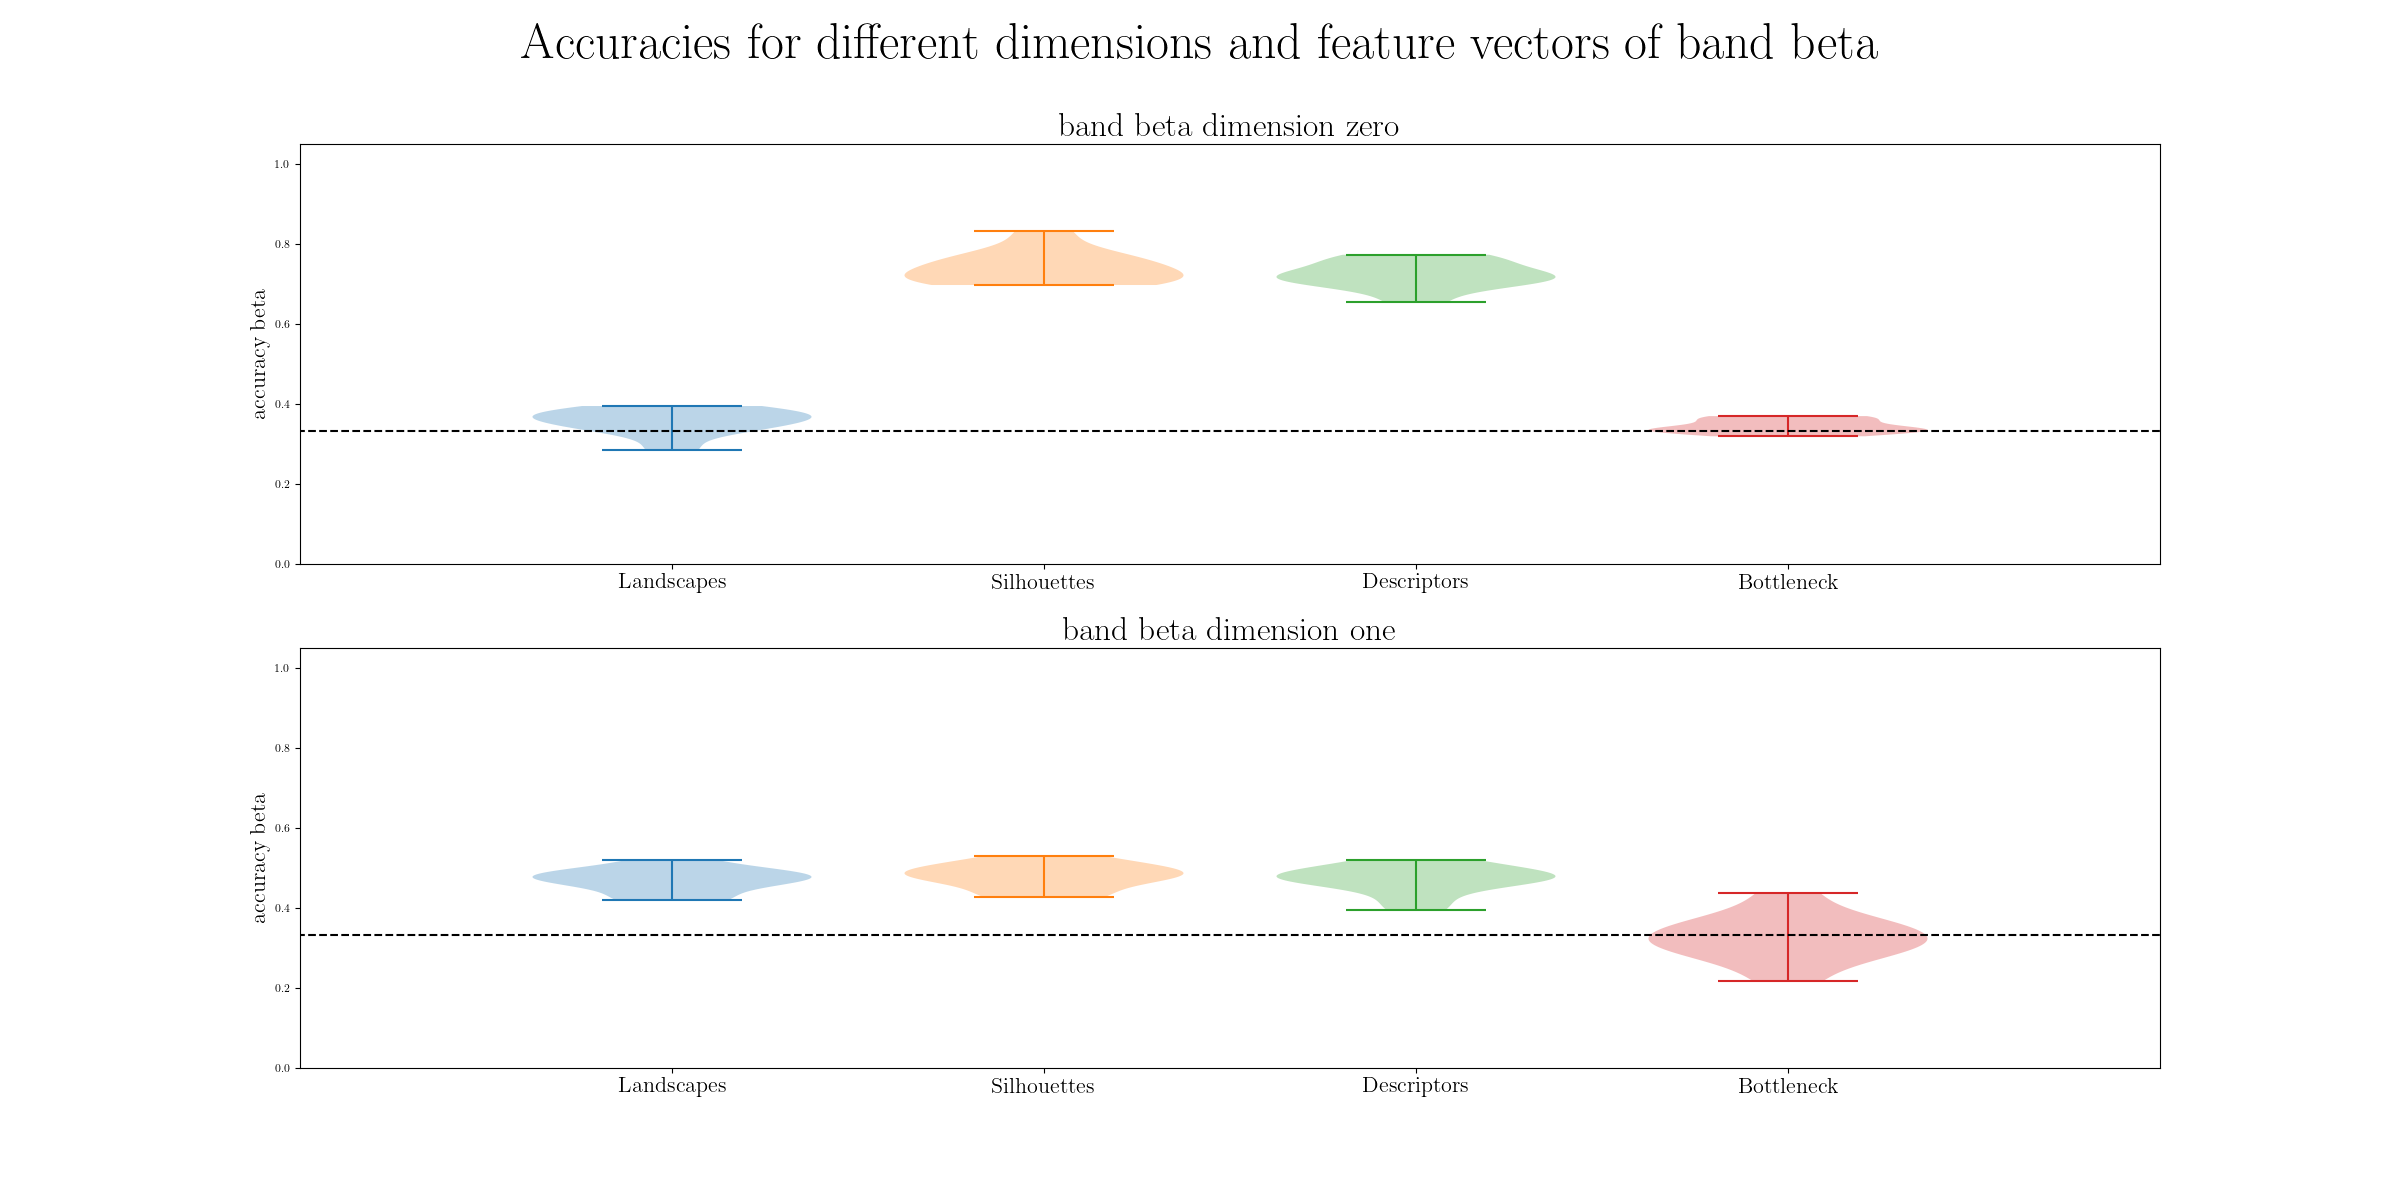 Accuracies for different dimensions and feature vectors of band beta
band beta dimension zero
accuracy beta
1.0
0.8
0.6
0.4
0.2
0.0
Landscapes Silhouettes Descriptors Bottleneck
band beta dimension one
accuracy beta
1.0
0.8
0.6
0.4
0.2
0.0
Landscapes Silhouettes Descriptors Bottleneck